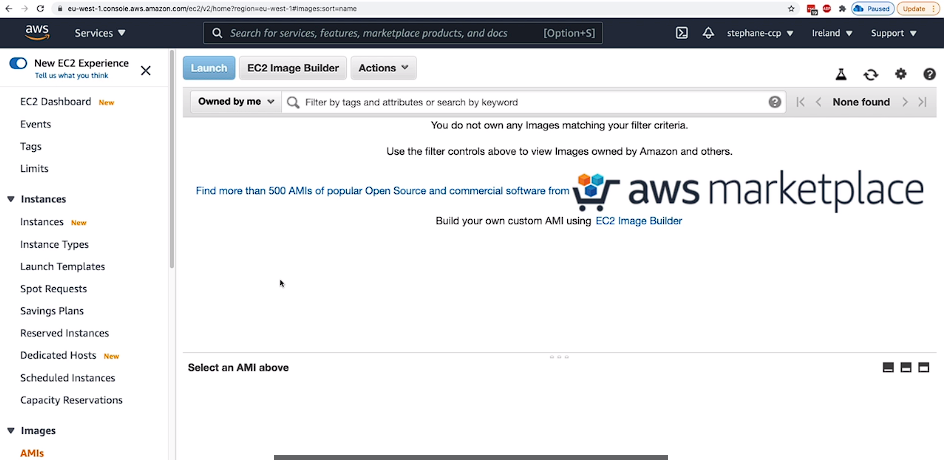 eu-west-1.console.aws.amazon.com/ec2/v2/home?region=eu-west-1#Images:sort=name
Paused
Update
aws
Services
Search for services, features, marketplace products, and docs
[Option+S]
stephane-ccp
Ireland
Support
New EC2 Experience
Tell us what you think
EC2 Dashboard New
Events
Tags
Limits
Instances
Instances New
Instance Types
Launch Templates
Spot Requests
Savings Plans
Reserved Instances
Dedicated Hosts New
Scheduled Instances
Capacity Reservations
Images
AMIs
Launch
EC2 Image Builder
Actions
Owned by me
Filter by tags and attributes or search by keyword
None found
You do not own any Images matching your filter criteria.
Use the filter controls above to view Images owned by Amazon and others.
Find more than 500 AMIs of popular Open Source and commercial software from aws marketplace
Build your own custom AMI using EC2 Image Builder
Select an AMI above